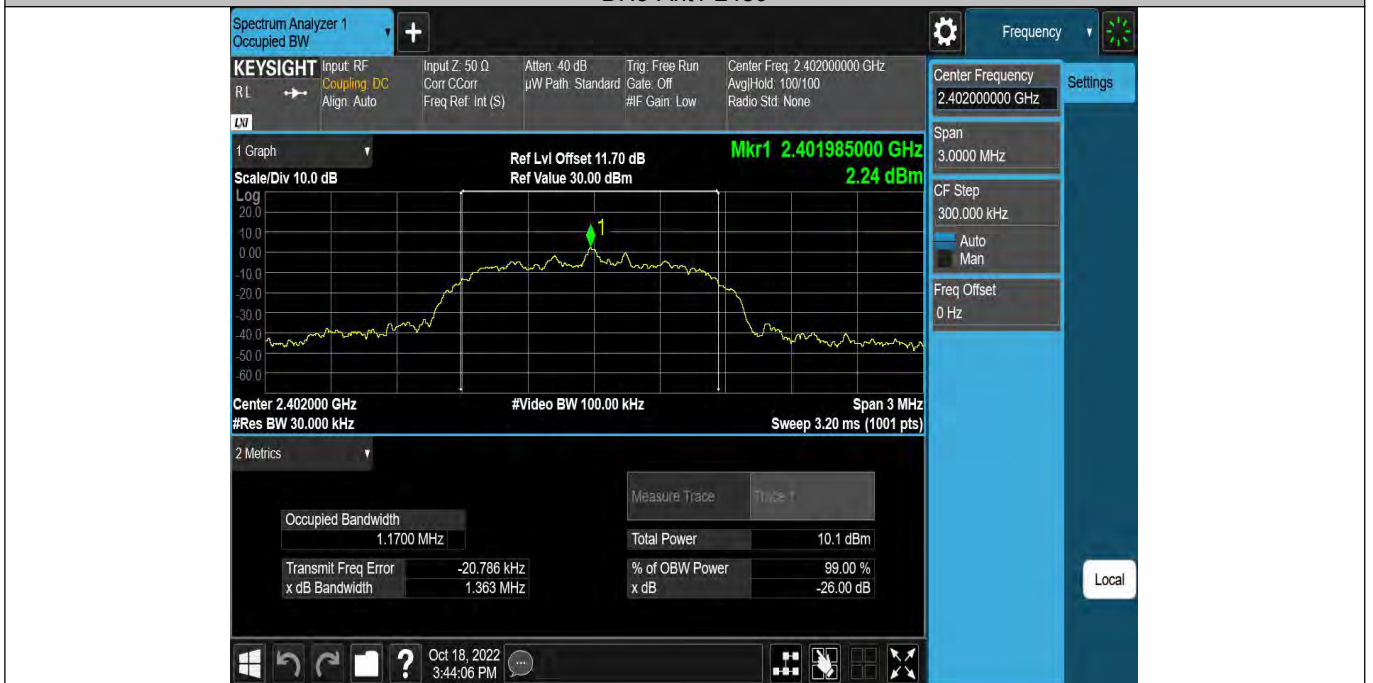 Spectrum Analyzer 1
Occupied BW
Frequency
KEYSIGHT
RL
LXI
Input: RF
Coupling: DC
Align: Auto
Input Z: 50 Ω
Corr CCorr
Freq Ref: Int (S)
Atten: 40 dB
µW Path: Standard
Trig: Free Run
Gate: Off
#IF Gain: Low
Center Freq: 2.402000000 GHz
Avg|Hold: 100/100
Radio Std: None
Center Frequency
2.402000000 GHz
Settings
Span
3.0000 MHz
CF Step
300.000 kHz
Auto
Man
Freq Offset
0 Hz
1 Graph
Scale/Div 10.0 dB
Ref Lvl Offset 11.70 dB
Ref Value 30.00 dBm
Mkr1 2.401985000 GHz
2.24 dBm
Log
20.0
10.0
0.00
-10.0
-20.0
-30.0
-40.0
-50.0
-60.0
1
Center 2.402000 GHz
#Video BW 100.00 kHz
Span 3 MHz
#Res BW 30.000 kHz
Sweep 3.20 ms (1001 pts)
2 Metrics
Measure Trace
Trace 1
Occupied Bandwidth
1.1700 MHz
Total Power 10.1 dBm
Transmit Freq Error -20.786 kHz
% of OBW Power 99.00 %
x dB Bandwidth 1.363 MHz
x dB -26.00 dB
Local
Oct 18, 2022
3:44:06 PM